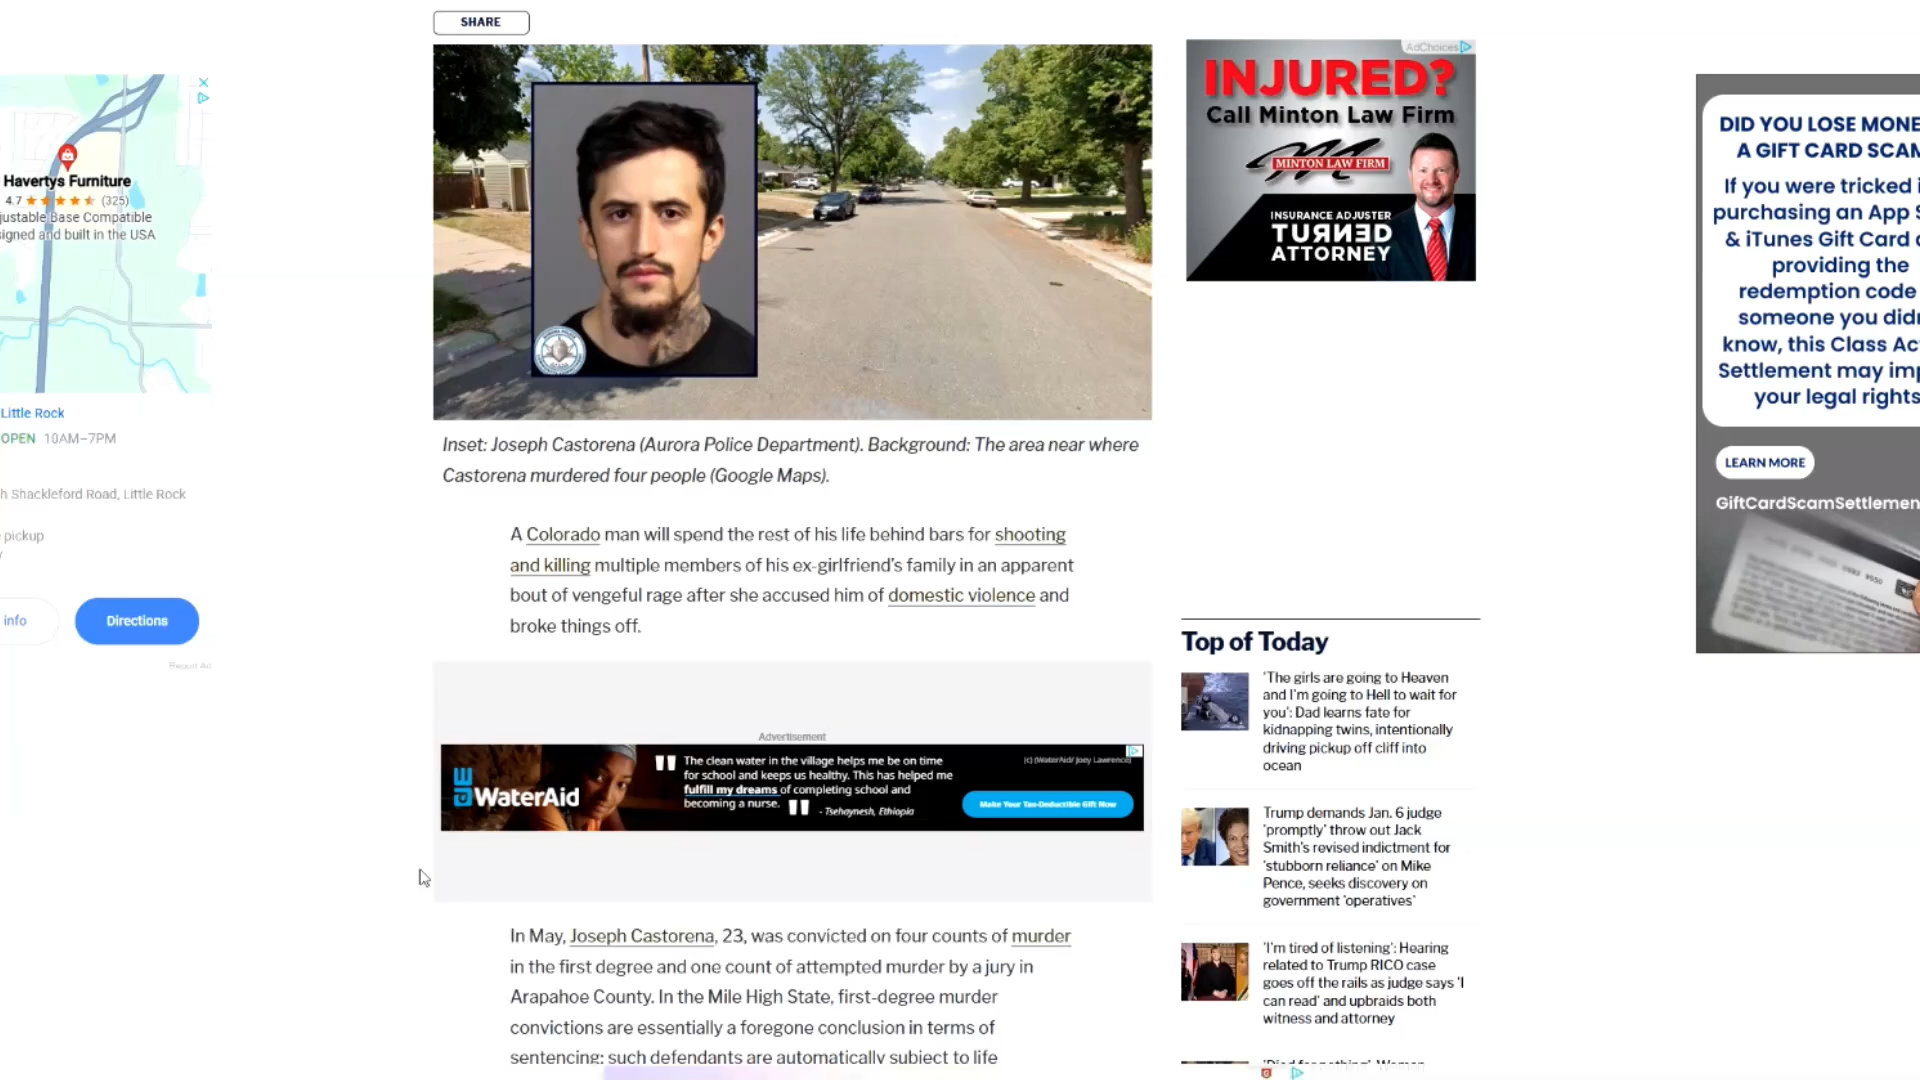 SHARE
Havertys Furniture
4.7 (325)
justable Base Compatible
signed and built in the USA
Little Rock
OPEN 10AM–7PM
h Shackleford Road, Little Rock
pickup
info
Directions
Report Ad
Inset: Joseph Castorena (Aurora Police Department). Background: The area near where
Castorena murdered four people (Google Maps).
A Colorado man will spend the rest of his life behind bars for shooting
and killing multiple members of his ex-girlfriend’s family in an apparent
bout of vengeful rage after she accused him of domestic violence and
broke things off.
Advertisement
WaterAid
The clean water in the village helps me be on time
for school and keeps us healthy. This has helped me
fulfill my dreams of completing school and
becoming a nurse.
- Tsehaynesh, Ethiopia
(c) (WaterAid/ Joey Lawrence)
Make Your Tax-Deductible Gift Now
In May, Joseph Castorena, 23, was convicted on four counts of murder
in the first degree and one count of attempted murder by a jury in
Arapahoe County. In the Mile High State, first-degree murder
convictions are essentially a foregone conclusion in terms of
sentencing; such defendants are automatically subject to life
AdChoices
INJURED?
Call Minton Law Firm
MINTON LAW FIRM
INSURANCE ADJUSTER
TURNED
ATTORNEY
Top of Today
'The girls are going to Heaven
and I'm going to Hell to wait for
you': Dad learns fate for
kidnapping twins, intentionally
driving pickup off cliff into
ocean
Trump demands Jan. 6 judge
'promptly' throw out Jack
Smith's revised indictment for
'stubborn reliance' on Mike
Pence, seeks discovery on
government 'operatives'
'I'm tired of listening': Hearing
related to Trump RICO case
goes off the rails as judge says 'I
can read' and upbraids both
witness and attorney
DID YOU LOSE MONE
A GIFT CARD SCAM
If you were tricked i
purchasing an App S
& iTunes Gift Card a
providing the
redemption code
someone you didn
know, this Class Ac
Settlement may imp
your legal rights
LEARN MORE
GiftCardScamSettlemen